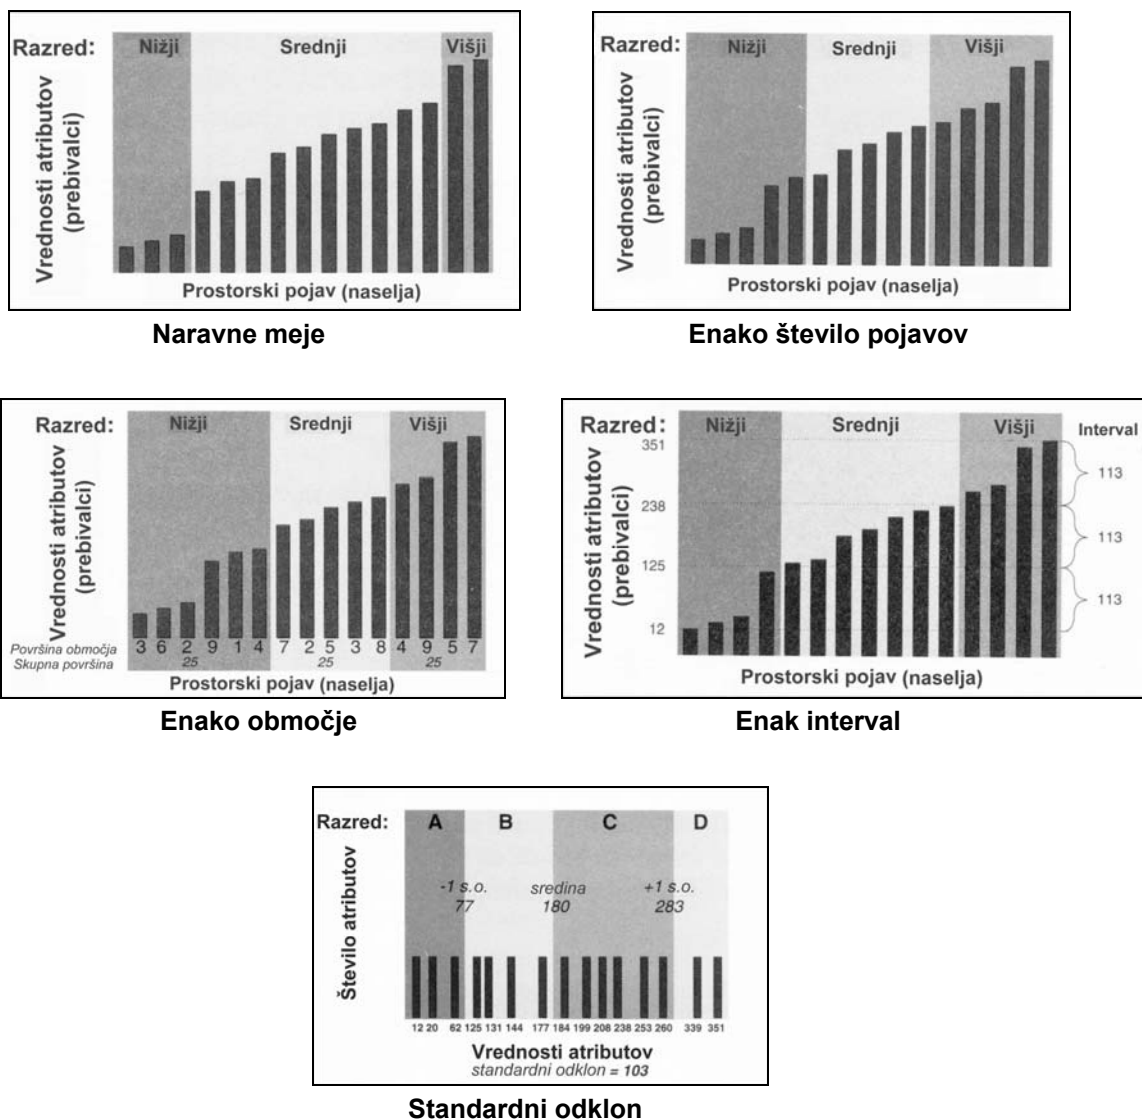 Razred: Nižji Srednji Višji
Vrednosti atributov
(prebivalci)
Prostorski pojav (naselja)
Naravne meje
Razred: Nižji Srednji Višji
Vrednosti atributov
(prebivalci)
Prostorski pojav (naselja)
Enako število pojavov
Razred: Nižji Srednji Višji
Vrednosti atributov
(prebivalci)
Površina območja 3 6 2 9 1 4 7 2 5 3 8 4 9 5 7
Skupna površina 25 25 25
Prostorski pojav (naselja)
Enako območje
Razred: Nižji Srednji Višji Interval
Vrednosti atributov
(prebivalci)
351
113
238
113
125
113
12
Prostorski pojav (naselja)
Enak interval
Razred: A B C D
Število atributov
-1 s.o. sredina +1 s.o.
77 180 283
12 20 62 125 131 144 177 184 199 208 238 253 260 339 351
Vrednosti atributov
standardni odklon = 103
Standardni odklon